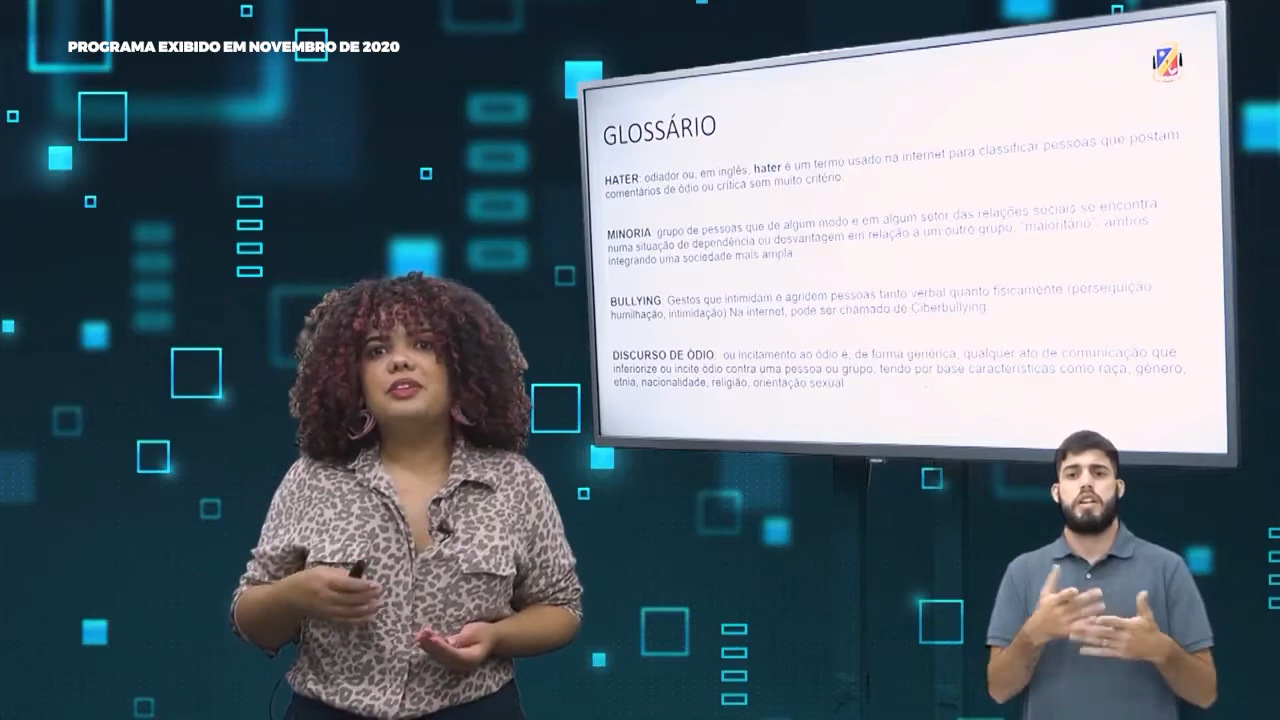 PROGRAMA EXIBIDO EM NOVEMBRO DE 2020
GLOSSÁRIO
HATER: odiador ou, em inglês, hater é um termo usado na internet para classificar pessoas que postam
comentários de ódio ou crítica sem muito critério.
MINORIA: grupo de pessoas que de algum modo e em algum setor das relações sociais se encontra
numa situação de dependência ou desvantagem em relação a um outro grupo, "maioritário", ambos
integrando uma sociedade mais ampla.
BULLYING: Gestos que intimidam e agridem pessoas tanto verbal quanto fisicamente (perseguição,
humilhação, intimidação) Na internet, pode ser chamado de Ciberbullying.
DISCURSO DE ÓDIO: ou incitamento ao ódio é, de forma genérica, qualquer ato de comunicação que
inferiorize ou incite ódio contra uma pessoa ou grupo, tendo por base características como raça, gênero,
etnia, nacionalidade, religião, orientação sexual